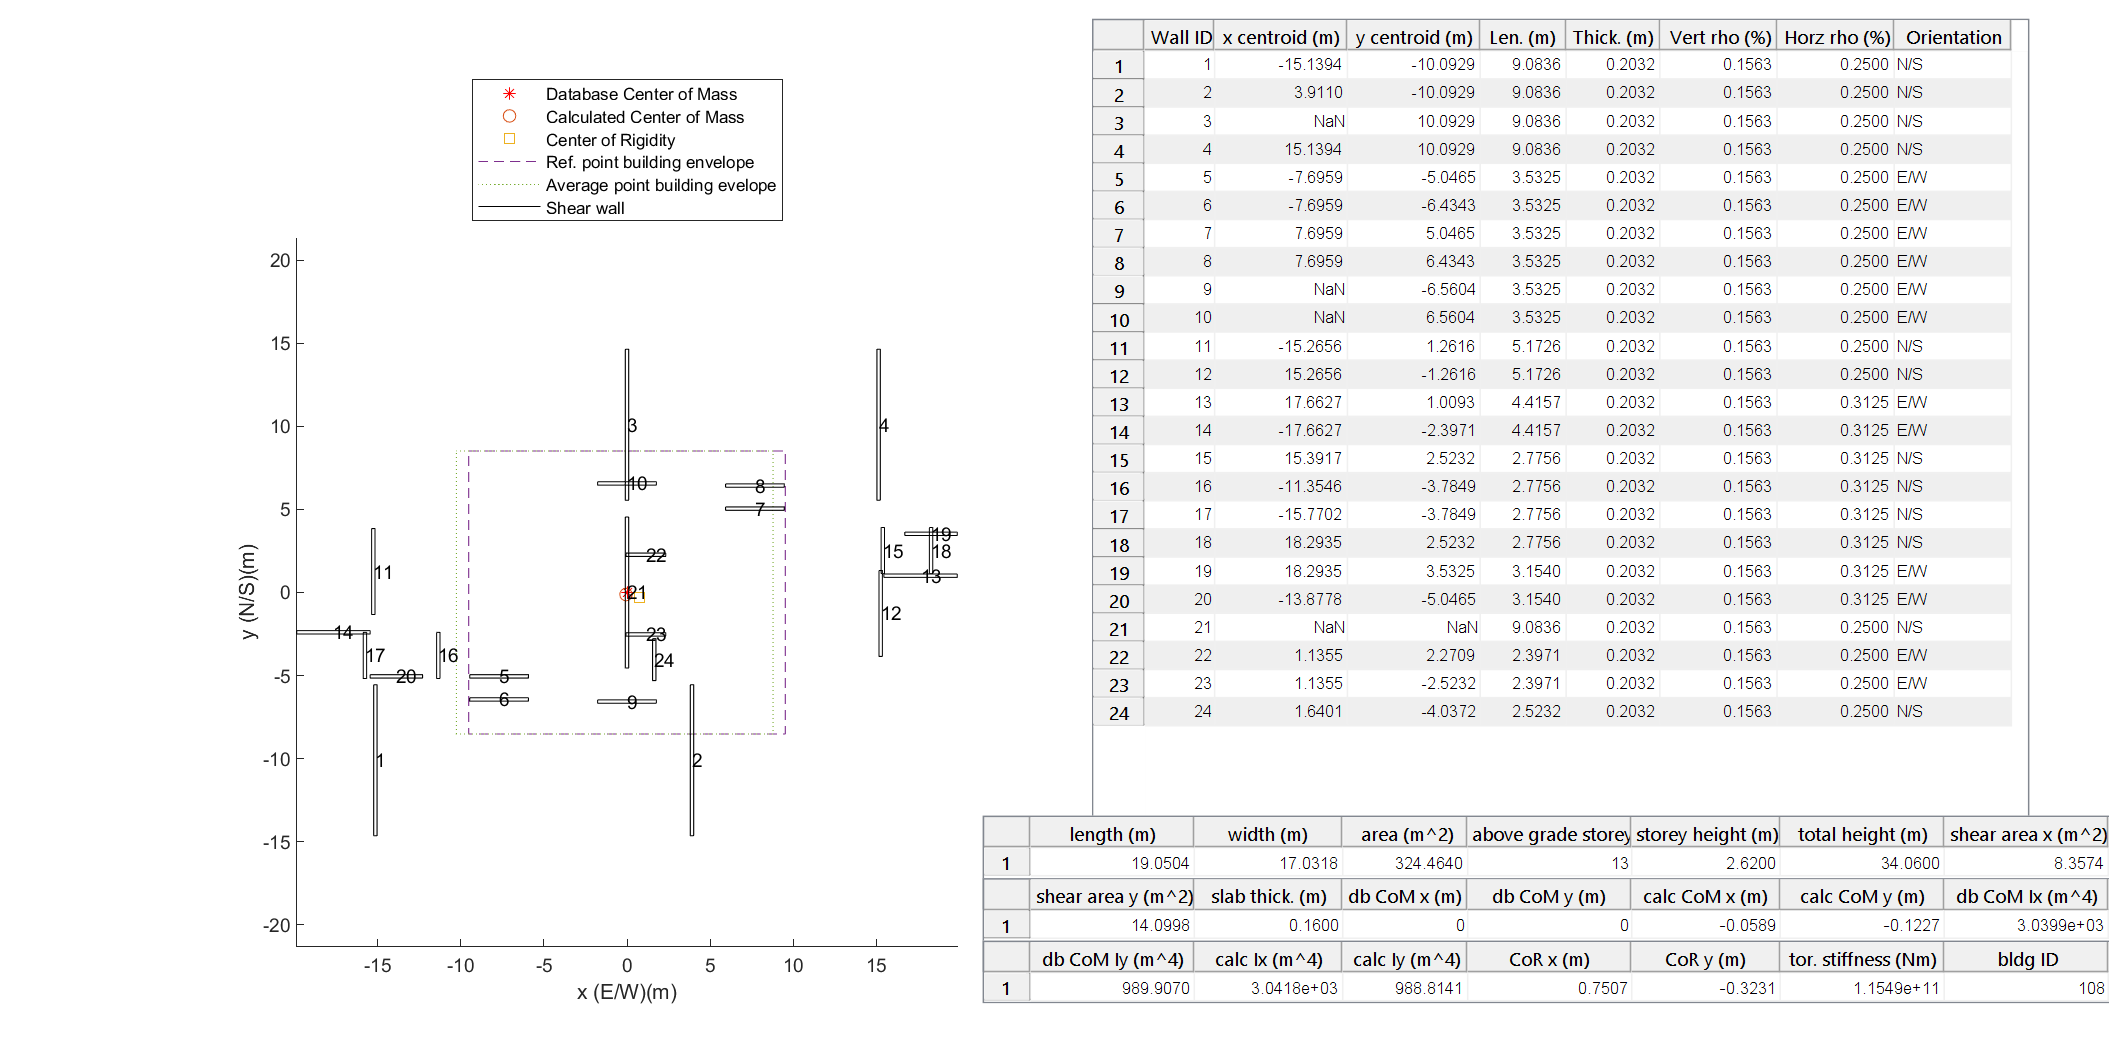 Database Center of Mass
Calculated Center of Mass
Center of Rigidity
Ref. point building envelope
Average point building evelope
Shear wall
20
15
10
5
0
-5
-10
-15
-20
y (N/S)(m)
-15 -10 -5 0 5 10 15
x (E/W)(m)
3
4
10
8
7
22
19
15
18
13
11
21
12
14
23
17
16
24
20
5
6
9
1
2
Wall ID x centroid (m) y centroid (m) Len. (m) Thick. (m) Vert rho (%) Horz rho (%) Orientation
1 1 -15.1394 -10.0929 9.0836 0.2032 0.1563 0.2500 N/S
2 2 3.9110 -10.0929 9.0836 0.2032 0.1563 0.2500 N/S
3 3 NaN 10.0929 9.0836 0.2032 0.1563 0.2500 N/S
4 4 15.1394 10.0929 9.0836 0.2032 0.1563 0.2500 N/S
5 5 -7.6959 -5.0465 3.5325 0.2032 0.1563 0.2500 E/W
6 6 -7.6959 -6.4343 3.5325 0.2032 0.1563 0.2500 E/W
7 7 7.6959 5.0465 3.5325 0.2032 0.1563 0.2500 E/W
8 8 7.6959 6.4343 3.5325 0.2032 0.1563 0.2500 E/W
9 9 NaN -6.5604 3.5325 0.2032 0.1563 0.2500 E/W
10 10 NaN 6.5604 3.5325 0.2032 0.1563 0.2500 E/W
11 11 -15.2656 1.2616 5.1726 0.2032 0.1563 0.2500 N/S
12 12 15.2656 -1.2616 5.1726 0.2032 0.1563 0.2500 N/S
13 13 17.6627 1.0093 4.4157 0.2032 0.1563 0.3125 E/W
14 14 -17.6627 -2.3971 4.4157 0.2032 0.1563 0.3125 E/W
15 15 15.3917 2.5232 2.7756 0.2032 0.1563 0.3125 N/S
16 16 -11.3546 -3.7849 2.7756 0.2032 0.1563 0.3125 N/S
17 17 -15.7702 -3.7849 2.7756 0.2032 0.1563 0.3125 N/S
18 18 18.2935 2.5232 2.7756 0.2032 0.1563 0.3125 N/S
19 19 18.2935 3.5325 3.1540 0.2032 0.1563 0.3125 E/W
20 20 -13.8778 -5.0465 3.1540 0.2032 0.1563 0.3125 E/W
21 21 NaN NaN 9.0836 0.2032 0.1563 0.2500 N/S
22 22 1.1355 2.2709 2.3971 0.2032 0.1563 0.2500 E/W
23 23 1.1355 -2.5232 2.3971 0.2032 0.1563 0.2500 E/W
24 24 1.6401 -4.0372 2.5232 0.2032 0.1563 0.2500 N/S
length (m) width (m) area (m^2) above grade storey storey height (m) total height (m) shear area x (m^2)
1 19.0504 17.0318 324.4640 13 2.6200 34.0600 8.3574
shear area y (m^2) slab thick. (m) db CoM x (m) db CoM y (m) calc CoM x (m) calc CoM y (m) db CoM Ix (m^4)
1 14.0998 0.1600 0 0 -0.0589 -0.1227 3.0399e+03
db CoM Iy (m^4) calc Ix (m^4) calc Iy (m^4) CoR x (m) CoR y (m) tor. stiffness (Nm) bldg ID
1 989.9070 3.0418e+03 988.8141 0.7507 -0.3231 1.1549e+11 108